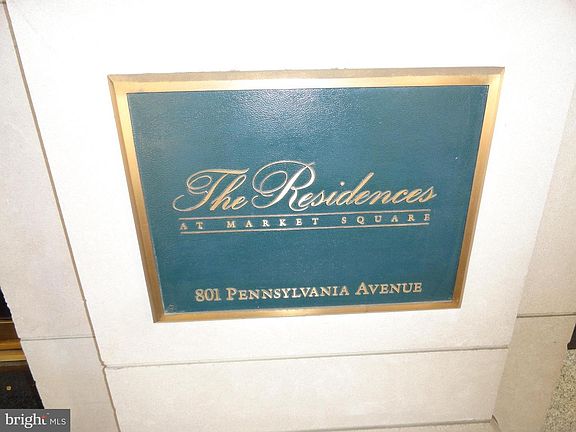 The Residences
AT MARKET SQUARE
801 PENNSYLVANIA AVENUE
bright MLS